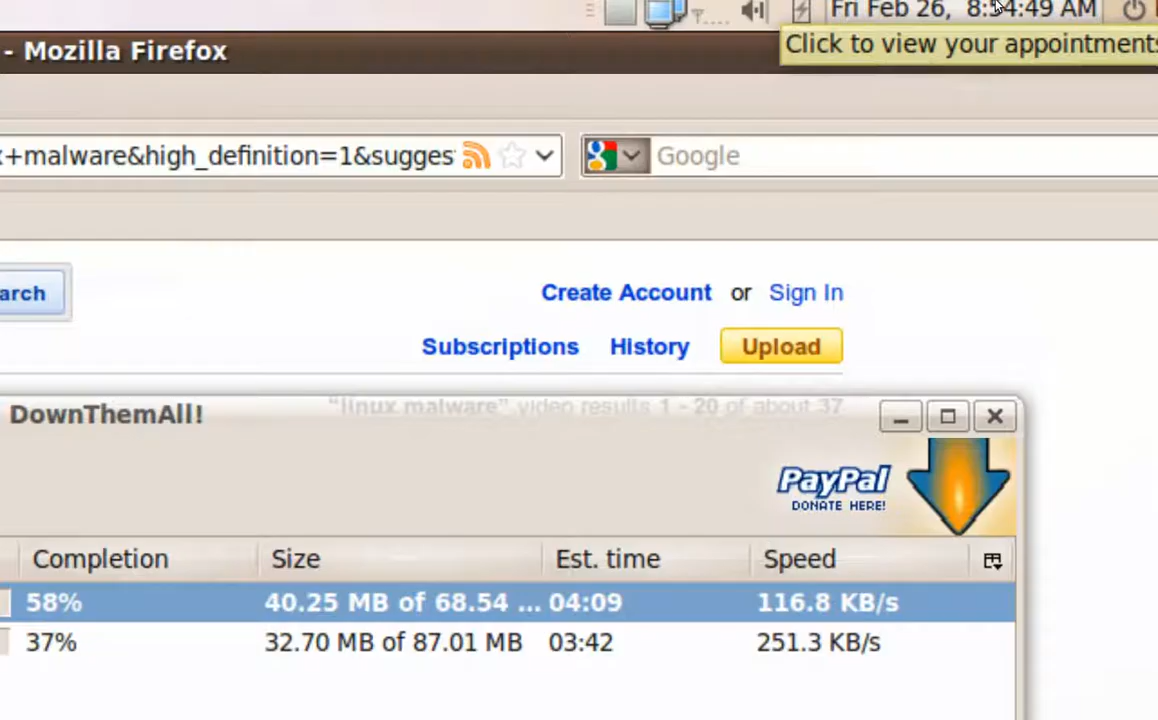 Fri Feb 26, 8:54:49 AM
- Mozilla Firefox
Click to view your appointments
+malware&high_definition=1&sugges
Google
arch
Create Account or Sign In
Subscriptions History Upload
DownThemAll!
"linux malware" video results 1 - 20 of about 37
PayPal
DONATE HERE!
Completion Size Est. time Speed
58% 40.25 MB of 68.54 ... 04:09 116.8 KB/s
37% 32.70 MB of 87.01 MB 03:42 251.3 KB/s